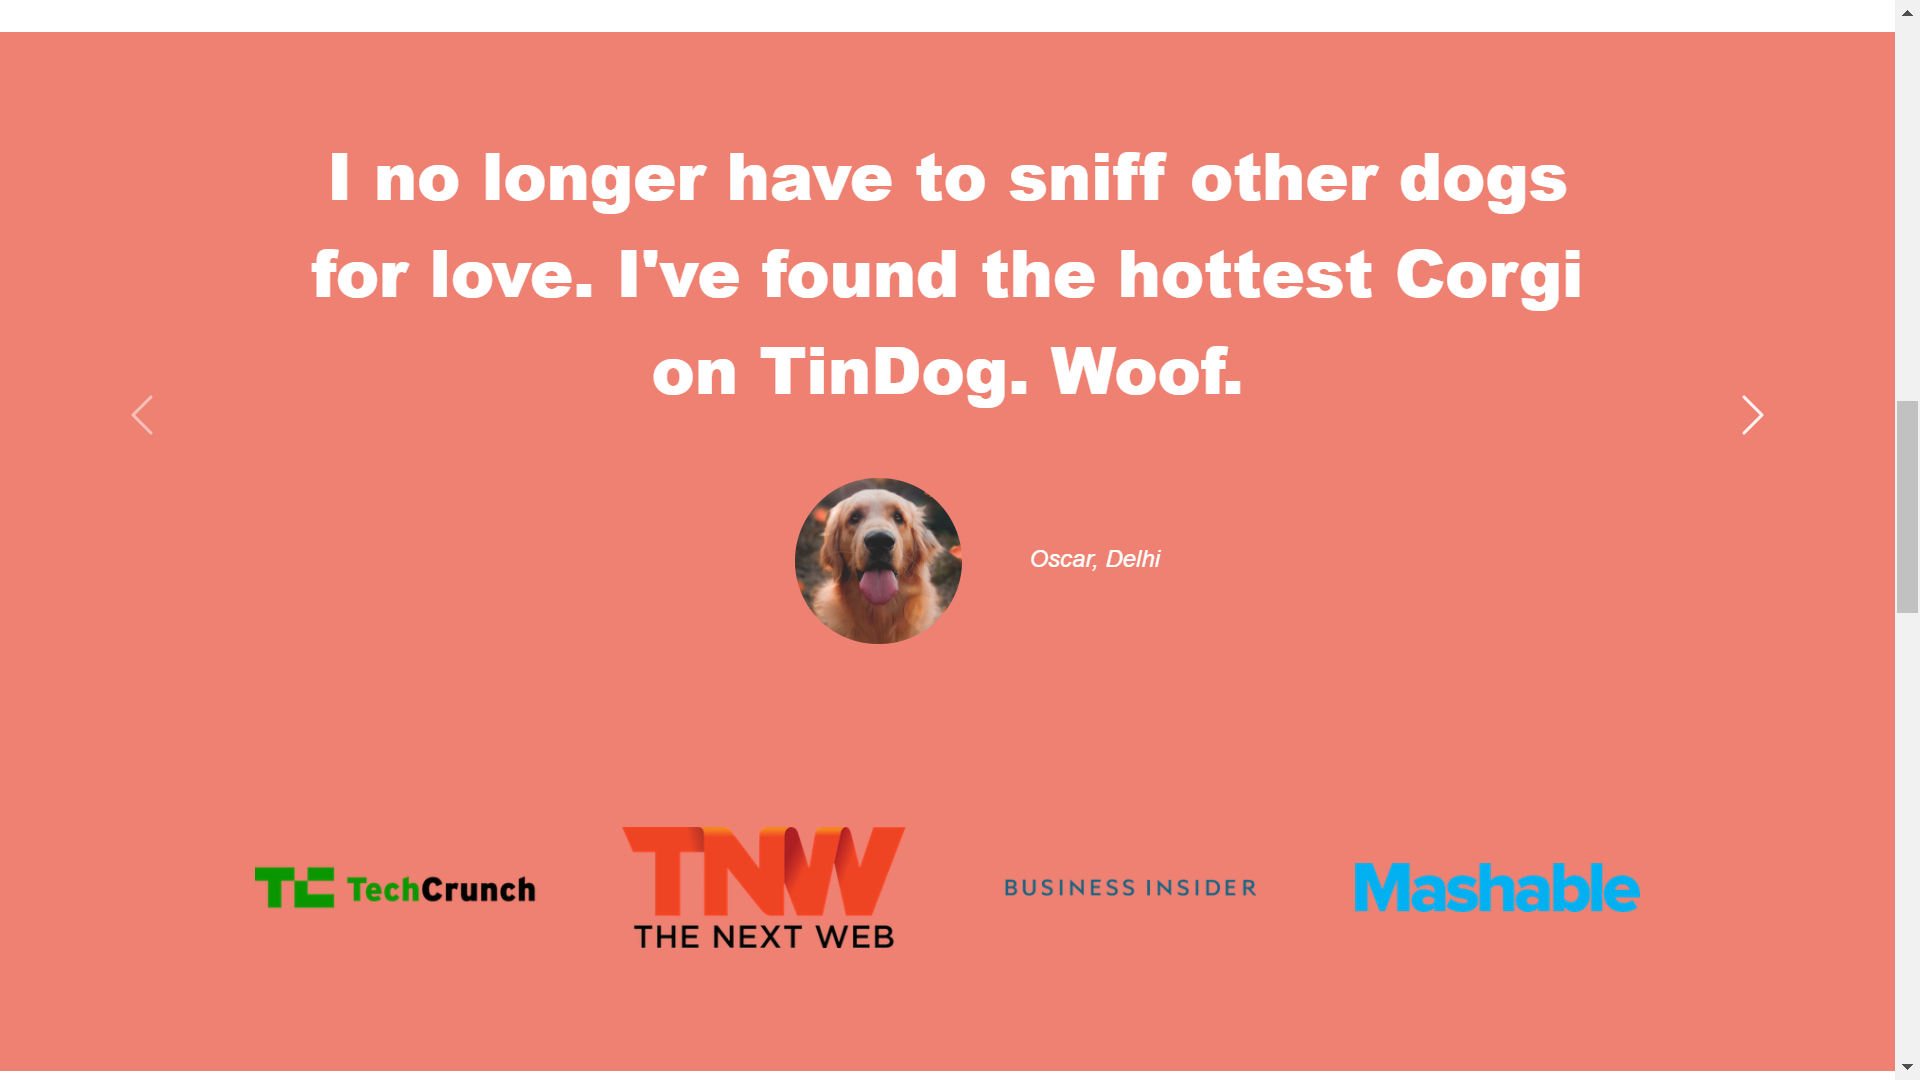 I no longer have to sniff other dogs
for love. I've found the hottest Corgi
on TinDog. Woof.
Oscar, Delhi
TC TechCrunch
TNW
THE NEXT WEB
BUSINESS INSIDER
Mashable